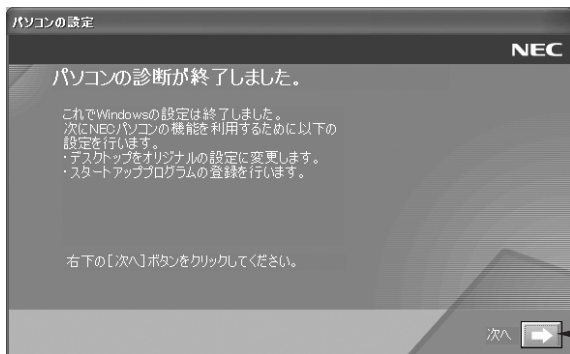 パソコンの設定
NEC
パソコンの診断が終了しました。
これでWindowsの設定は終了しました。
次にNECパソコンの機能を利用するために以下の
設定を行います。
・デスクトップをオリジナルの設定に変更します。
・スタートアッププログラムの登録を行います。
右下の[次へ]ボタンをクリックしてください。
次へ